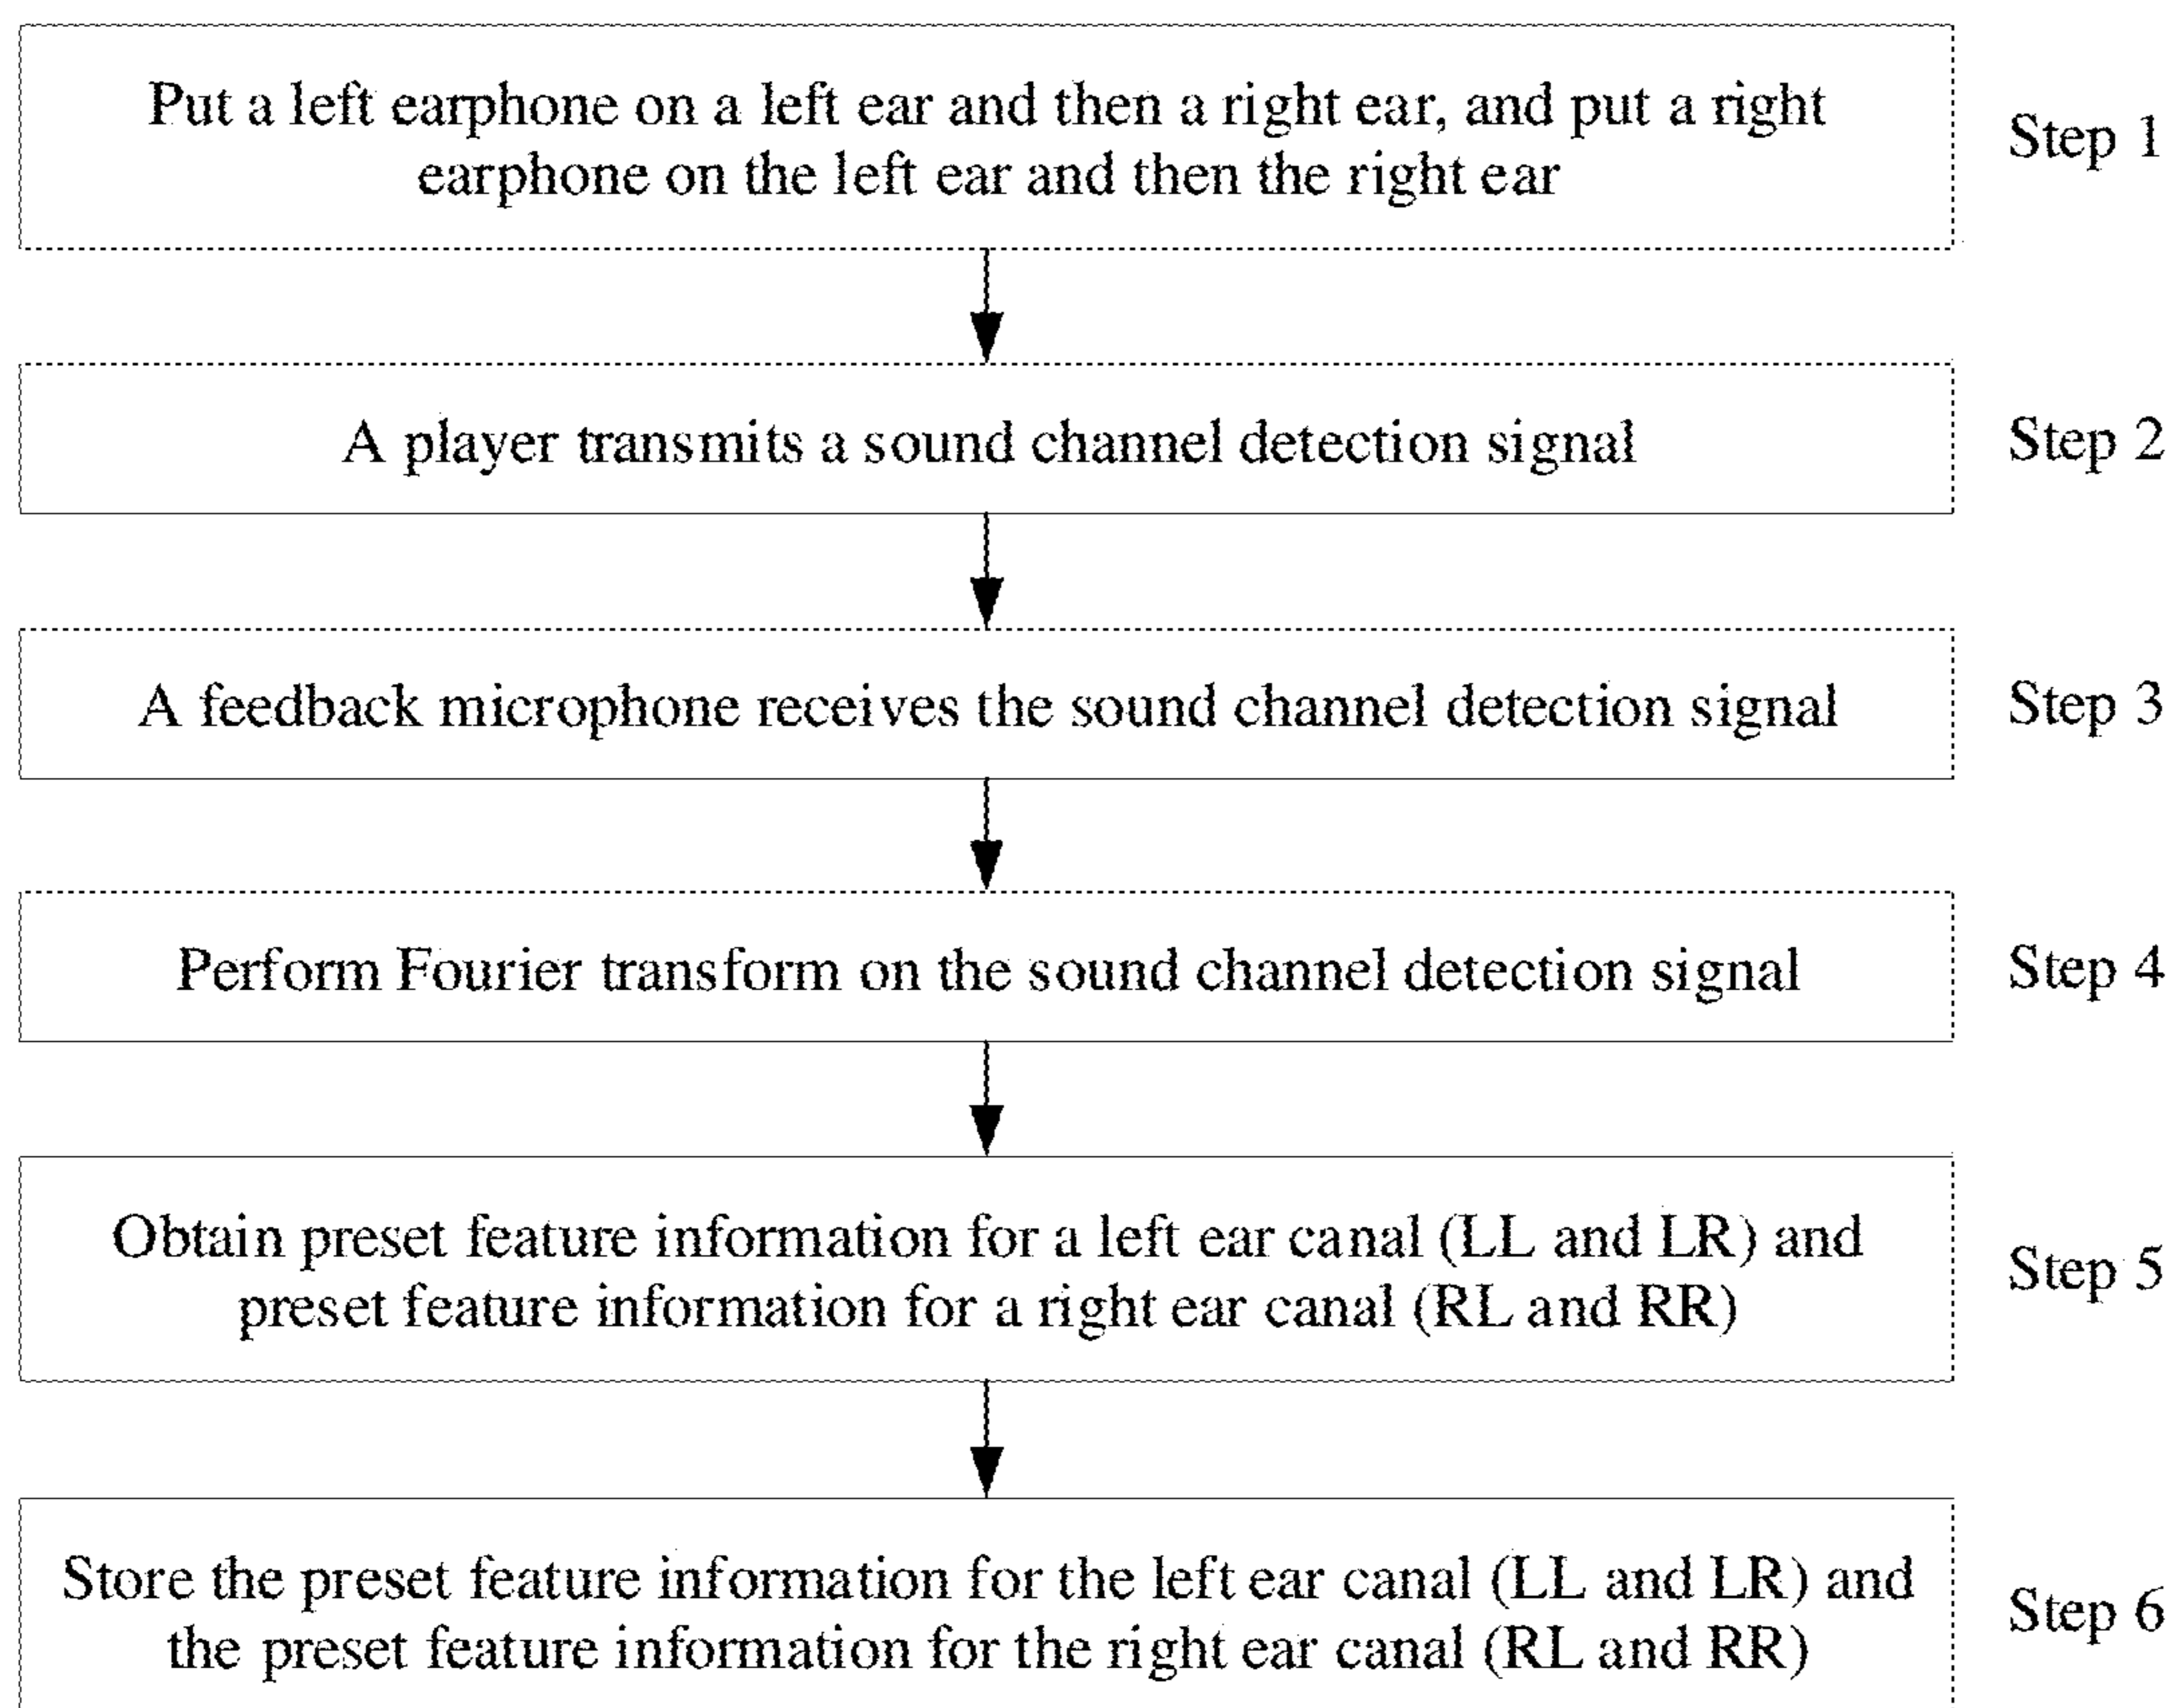 Put a left earphone on a left ear and then a right ear, and put a right
earphone on the left ear and then the right ear
Step 1
A player transmits a sound channel detection signal
Step 2
A feedback microphone receives the sound channel detection signal
Step 3
Perform Fourier transform on the sound channel detection signal
Step 4
Obtain preset feature information for a left ear canal (LL and LR) and
preset feature information for a right ear canal (RL and RR)
Step 5
Store the preset feature information for the left ear canal (LL and LR) and
the preset feature information for the right ear canal (RL and RR)
Step 6